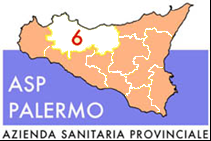 6
ASP
PALERMO
AZIENDA SANITARIA PROVINCIALE